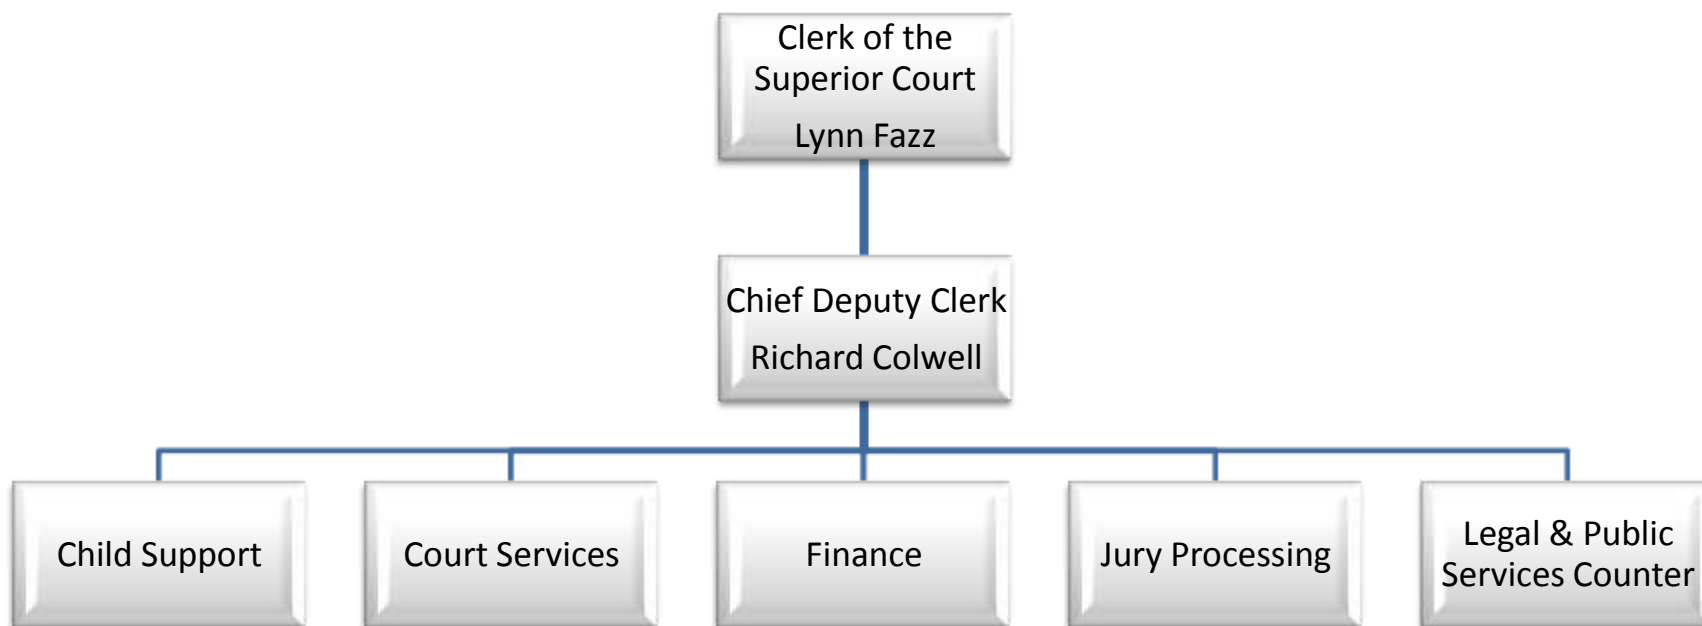 Clerk of the
Superior Court
Lynn Fazz
Chief Deputy Clerk
Richard Colwell
Child Support
Court Services
Finance
Jury Processing
Legal & Public
Services Counter